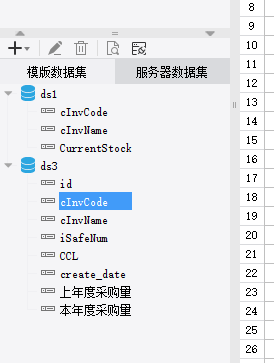 模版数据集
服务器数据集
ds1
cInvCode
cInvName
CurrentStock
ds3
id
cInvCode
cInvName
iSafeNum
CCL
create_date
上年度采购量
本年度采购量
8
9
10
11
12
13
14
15
16
17
18
19
20
21
22
23
24
25
26